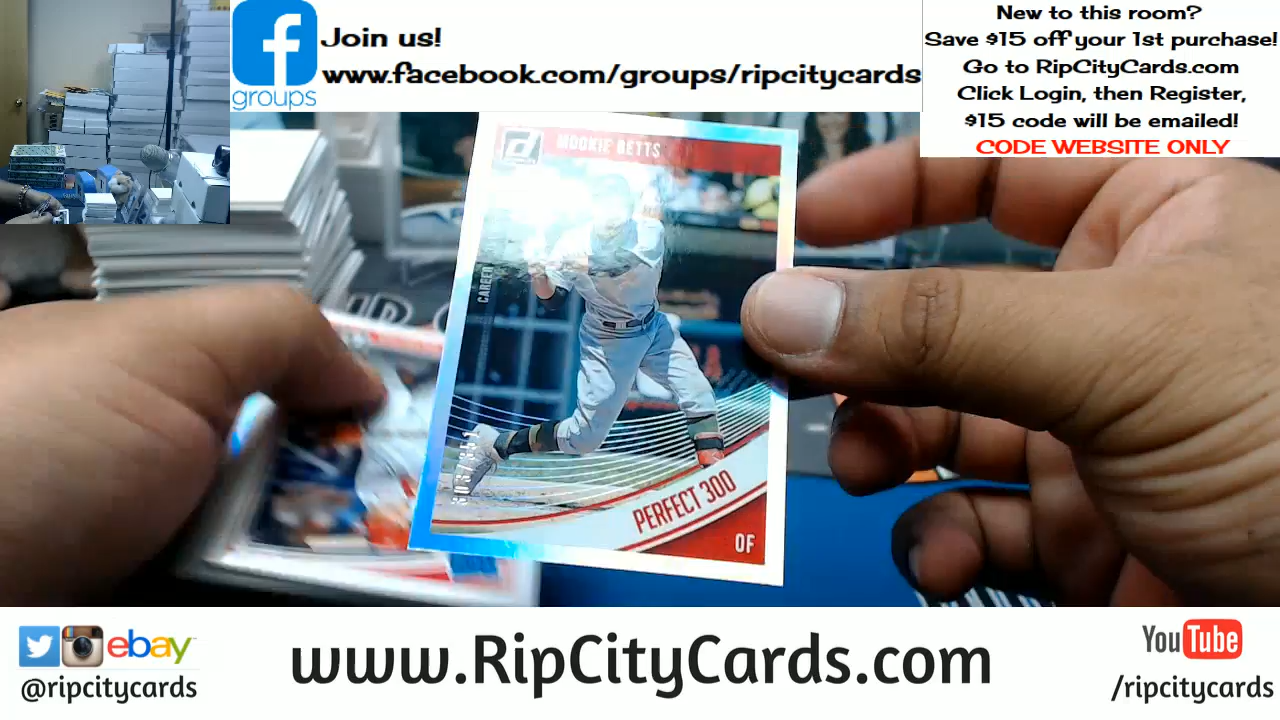 f
groups
Join us!
www.facebook.com/groups/ripcitycards
New to this room?
Save $15 off your 1st purchase!
Go to RipCityCards.com
Click Login, then Register,
$15 code will be emailed!
CODE WEBSITE ONLY
d
MOOKIE BETTS
CAREER
PERFECT 300
OF
ebay
@ripcitycards
www.RipCityCards.com
YouTube
/ripcitycards